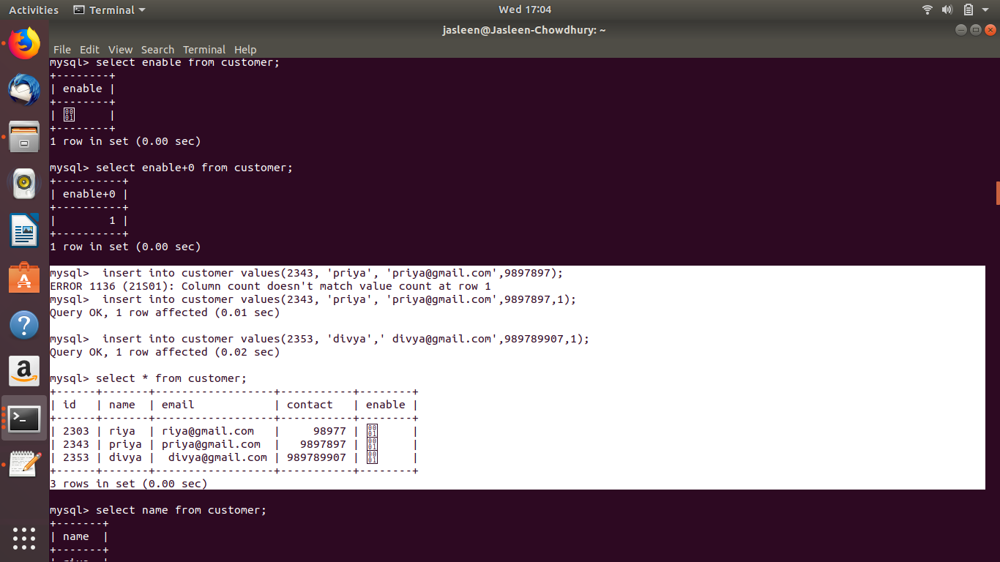 Activities Terminal Wed 17:04
jasleen@Jasleen-Chowdhury: ~
File Edit View Search Terminal Help
mysql> select enable from customer;
+--------+
| enable |
+--------+
| 0001 |
+--------+
1 row in set (0.00 sec)
mysql> select enable+0 from customer;
+----------+
| enable+0 |
+----------+
|        1 |
+----------+
1 row in set (0.00 sec)
mysql>  insert into customer values(2343, 'priya', 'priya@gmail.com',9897897);
ERROR 1136 (21S01): Column count doesn't match value count at row 1
mysql>  insert into customer values(2343, 'priya', 'priya@gmail.com',9897897,1);
Query OK, 1 row affected (0.01 sec)
mysql>  insert into customer values(2353, 'divya',' divya@gmail.com',989789907,1);
Query OK, 1 row affected (0.02 sec)
mysql> select * from customer;
+------+-------+------------------+-----------+--------+
| id   | name  | email            | contact   | enable |
+------+-------+------------------+-----------+--------+
| 2303 | riya  | riya@gmail.com   |     98977 | 0001 |
| 2343 | priya | priya@gmail.com  |   9897897 | 0001 |
| 2353 | divya |  divya@gmail.com | 989789907 | 0001 |
+------+-------+------------------+-----------+--------+
3 rows in set (0.00 sec)
mysql> select name from customer;
+-------+
| name  |
+-------+
| riya  |